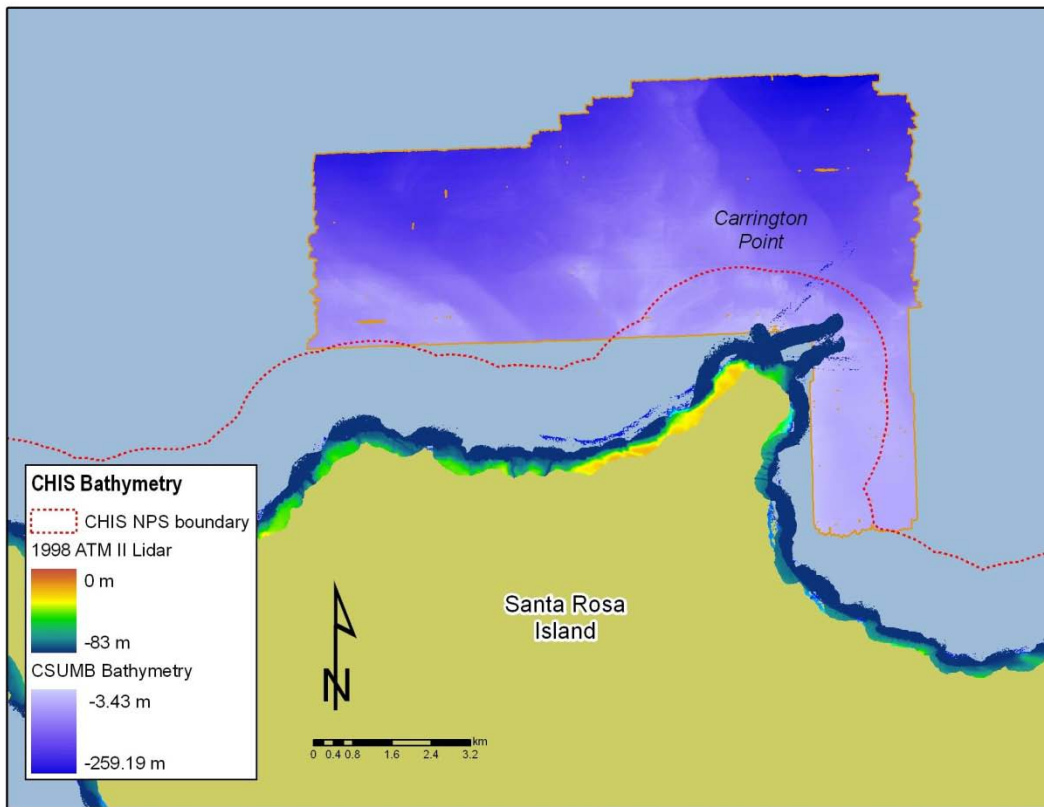 Carrington
Point
CHIS Bathymetry
CHIS NPS boundary
1998 ATM II Lidar
0 m
-83 m
CSUMB Bathymetry
-3.43 m
-259.19 m
Santa Rosa
Island
N
km
0 0.4 0.8 1.6 2.4 3.2